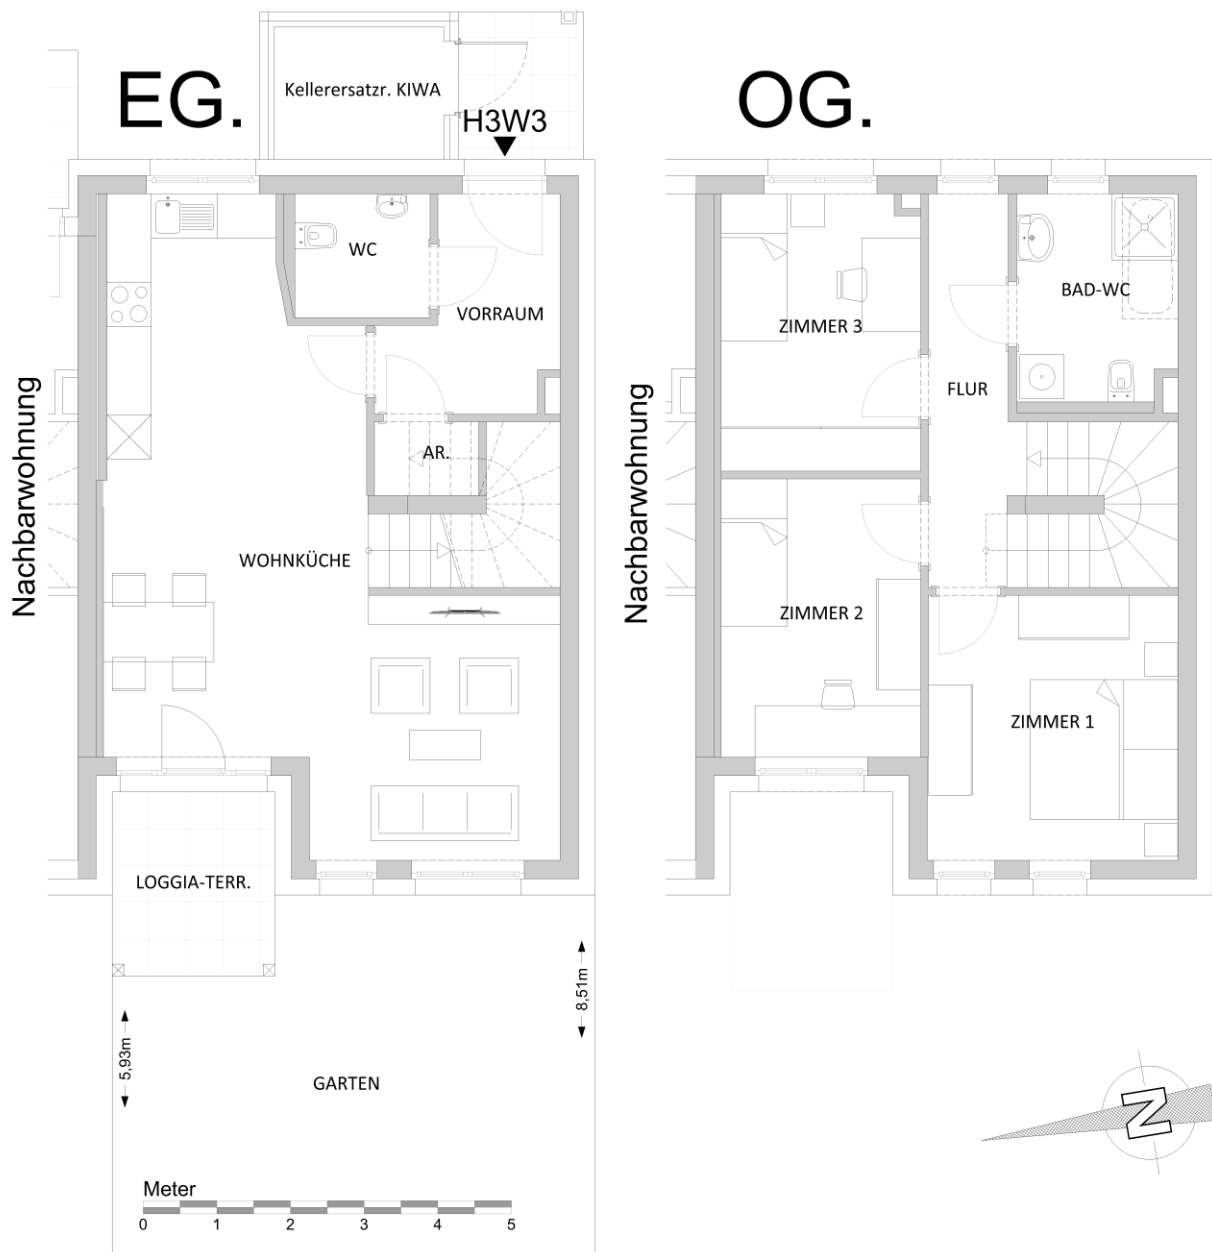 EG.
Kellerersatzr. KIWA
H3W3
WC
VORRAUM
AR.
Nachbarwohnung
WOHNKÜCHE
LOGGIA-TERR.
5,93m
8,51m
GARTEN
Meter
0 1 2 3 4 5
OG.
ZIMMER 3
BAD-WC
FLUR
Nachbarwohnung
ZIMMER 2
ZIMMER 1
N